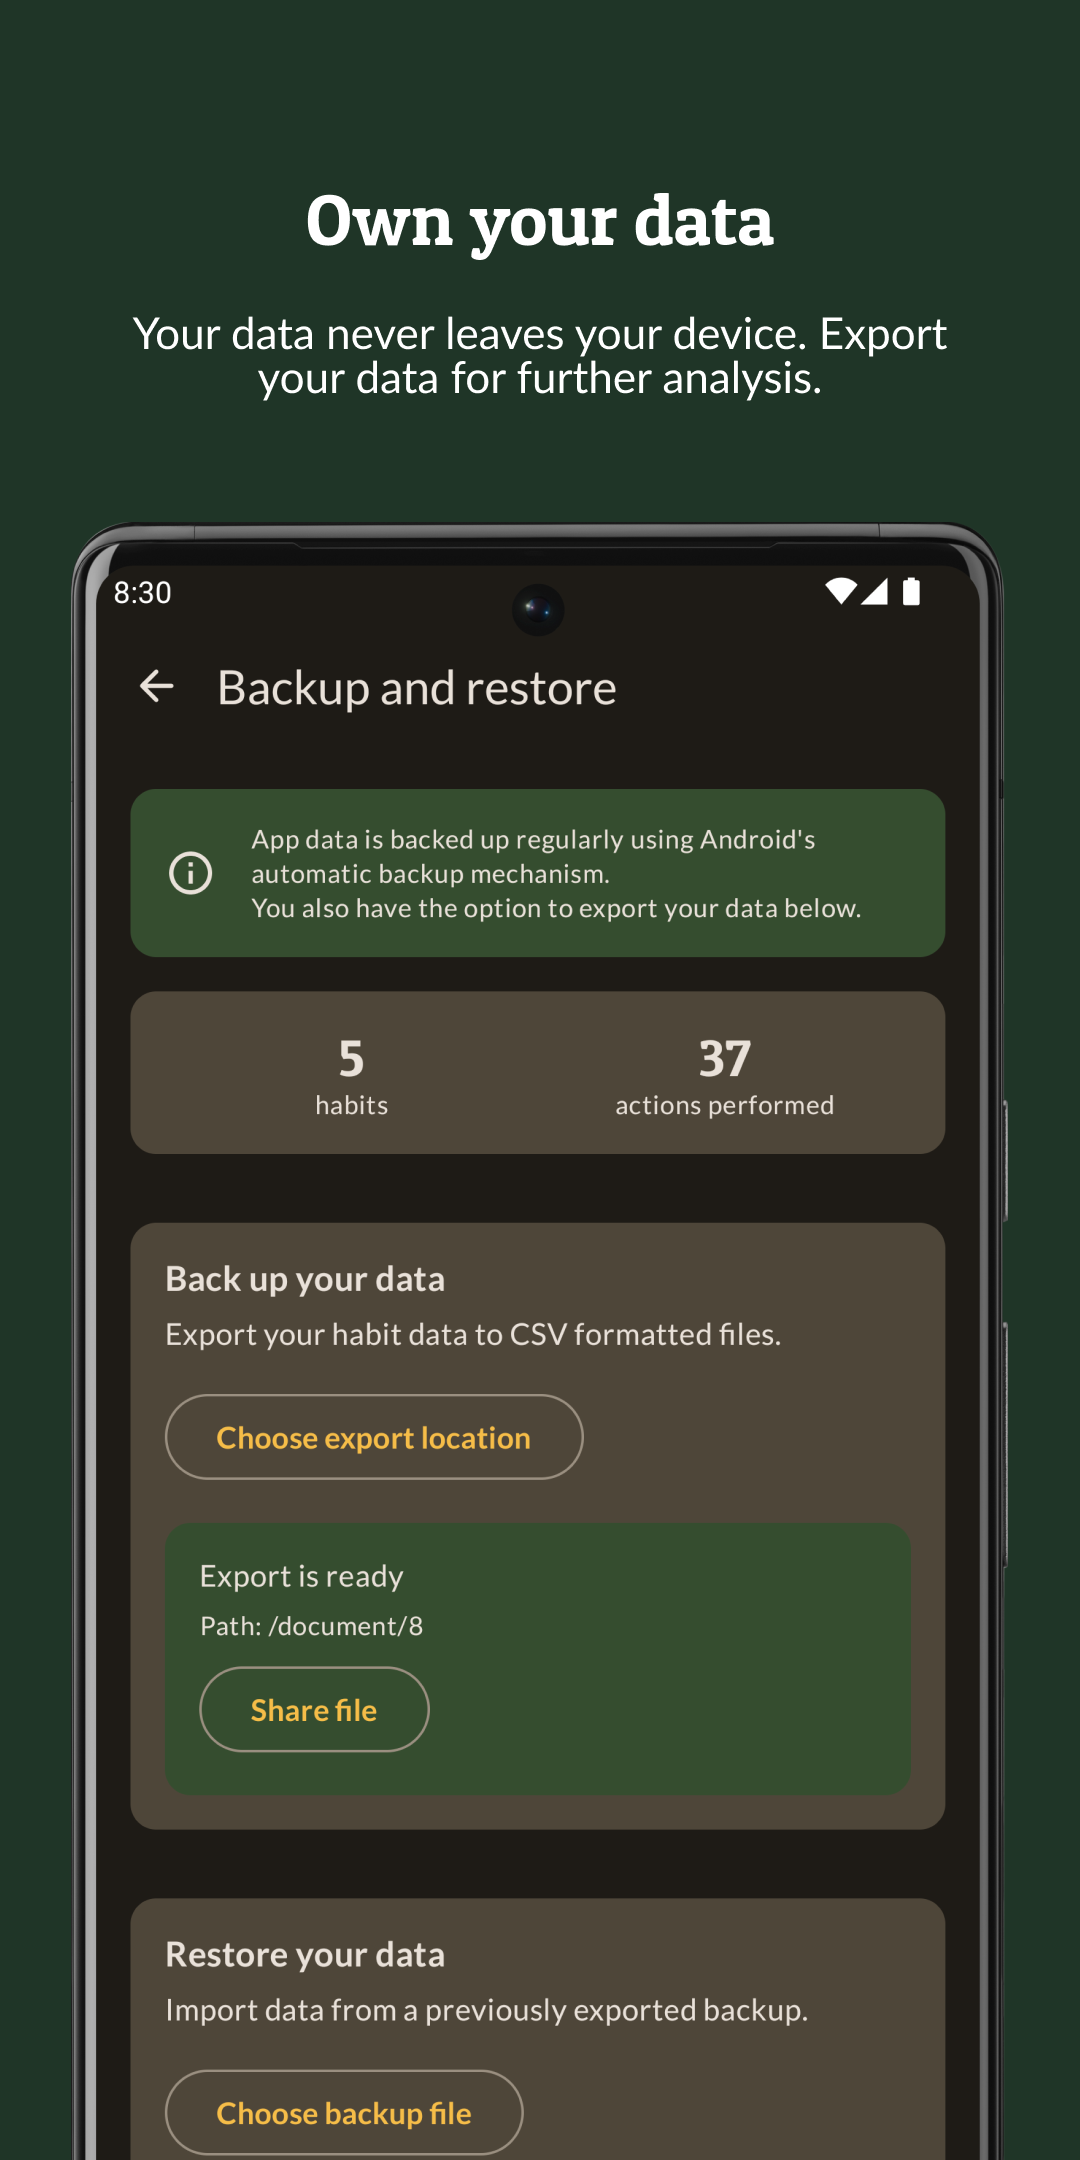 Own your data
Your data never leaves your device. Export
your data for further analysis.
8:30
Backup and restore
App data is backed up regularly using Android's
automatic backup mechanism.
You also have the option to export your data below.
5
habits
37
actions performed
Back up your data
Export your habit data to CSV formatted files.
Choose export location
Export is ready
Path: /document/8
Share file
Restore your data
Import data from a previously exported backup.
Choose backup file